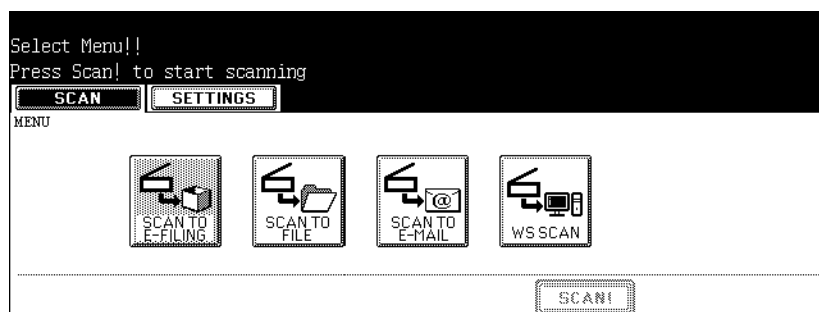 Select Menu!!
Press Scan! to start scanning
SCAN SETTINGS
MENU
SCAN TO
E-FILING
SCAN TO
FILE
SCAN TO
E-MAIL
WS SCAN
SCAN!